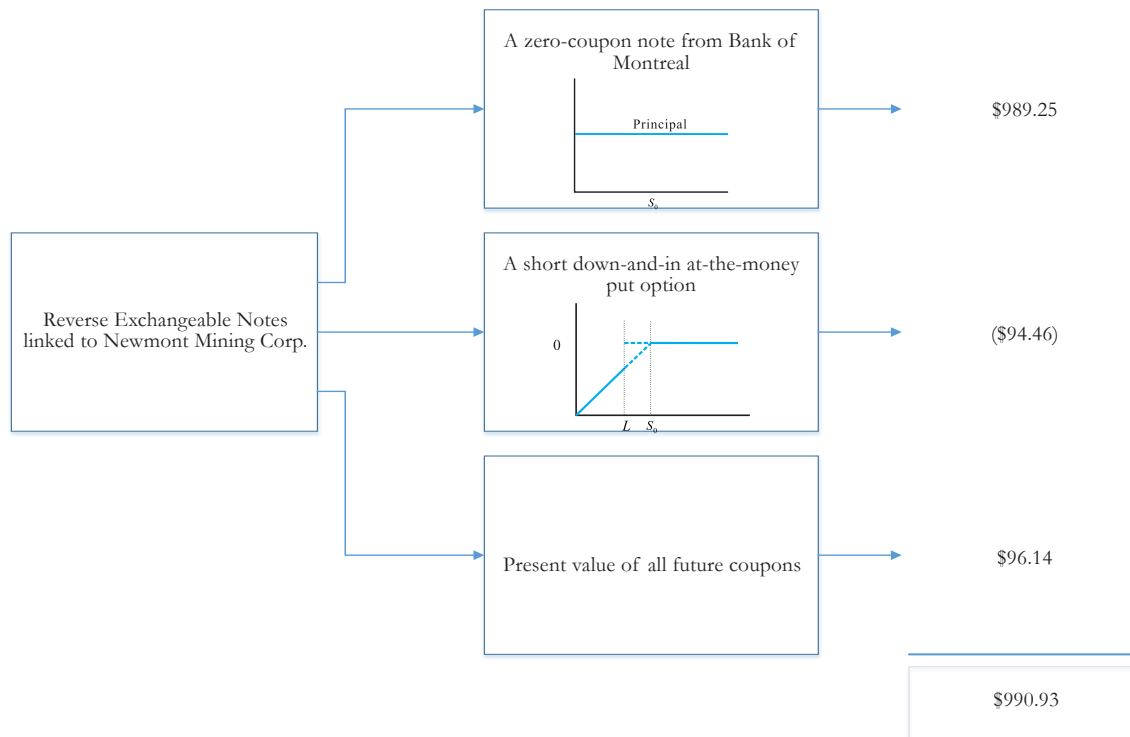 A zero-coupon note from Bank of
Montreal
Principal
S₀
$989.25
Reverse Exchangeable Notes
linked to Newmont Mining Corp.
A short down-and-in at-the-money
put option
0
L S₀
($94.46)
Present value of all future coupons
$96.14
$990.93